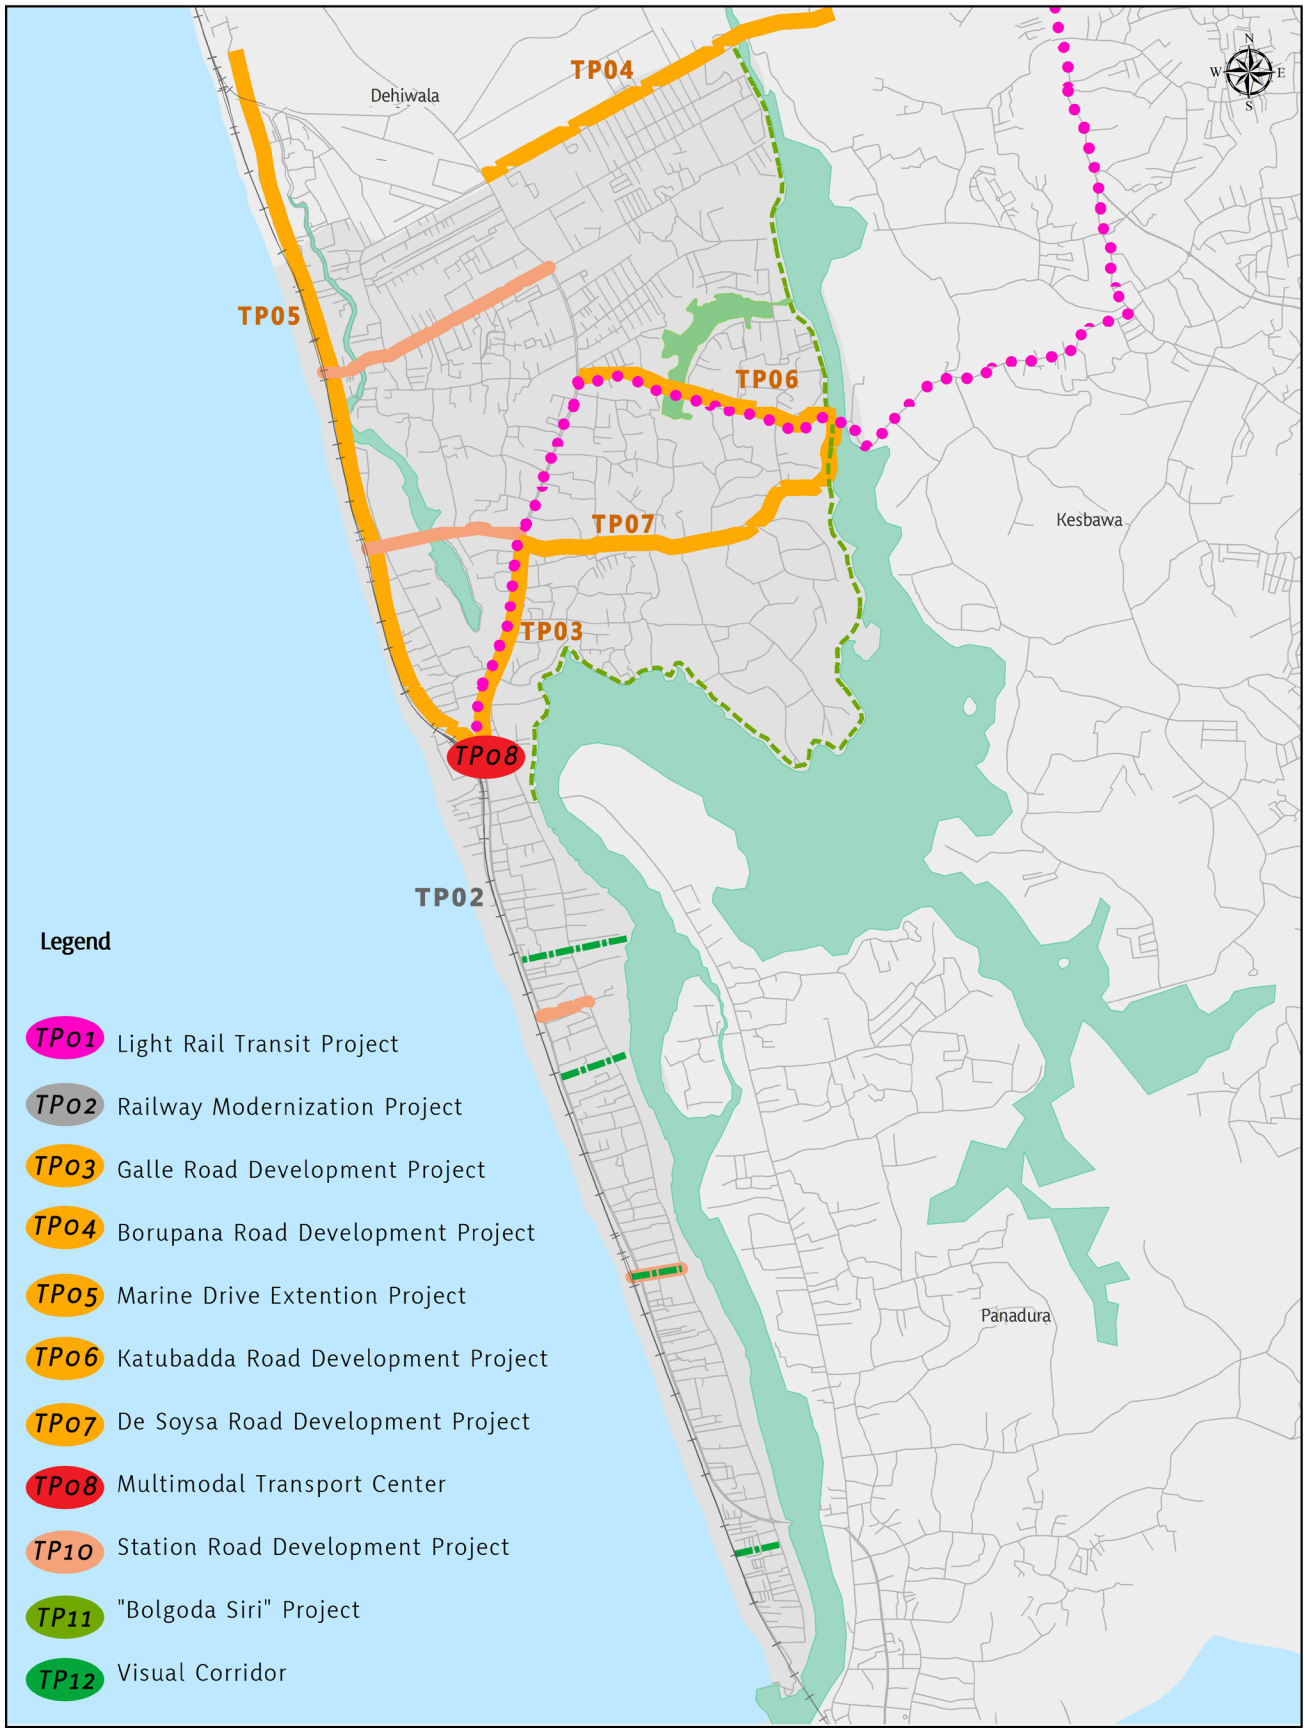 N
W E
S
TP04
Dehiwala
TP05
TP06
TP07
Kesbawa
TP03
TP08
TP02
Legend
TP01 Light Rail Transit Project
TP02 Railway Modernization Project
TP03 Galle Road Development Project
TP04 Borupana Road Development Project
TP05 Marine Drive Extention Project
Panadura
TP06 Katubadda Road Development Project
TP07 De Soysa Road Development Project
TP08 Multimodal Transport Center
TP10 Station Road Development Project
TP11 "Bolgoda Siri" Project
TP12 Visual Corridor